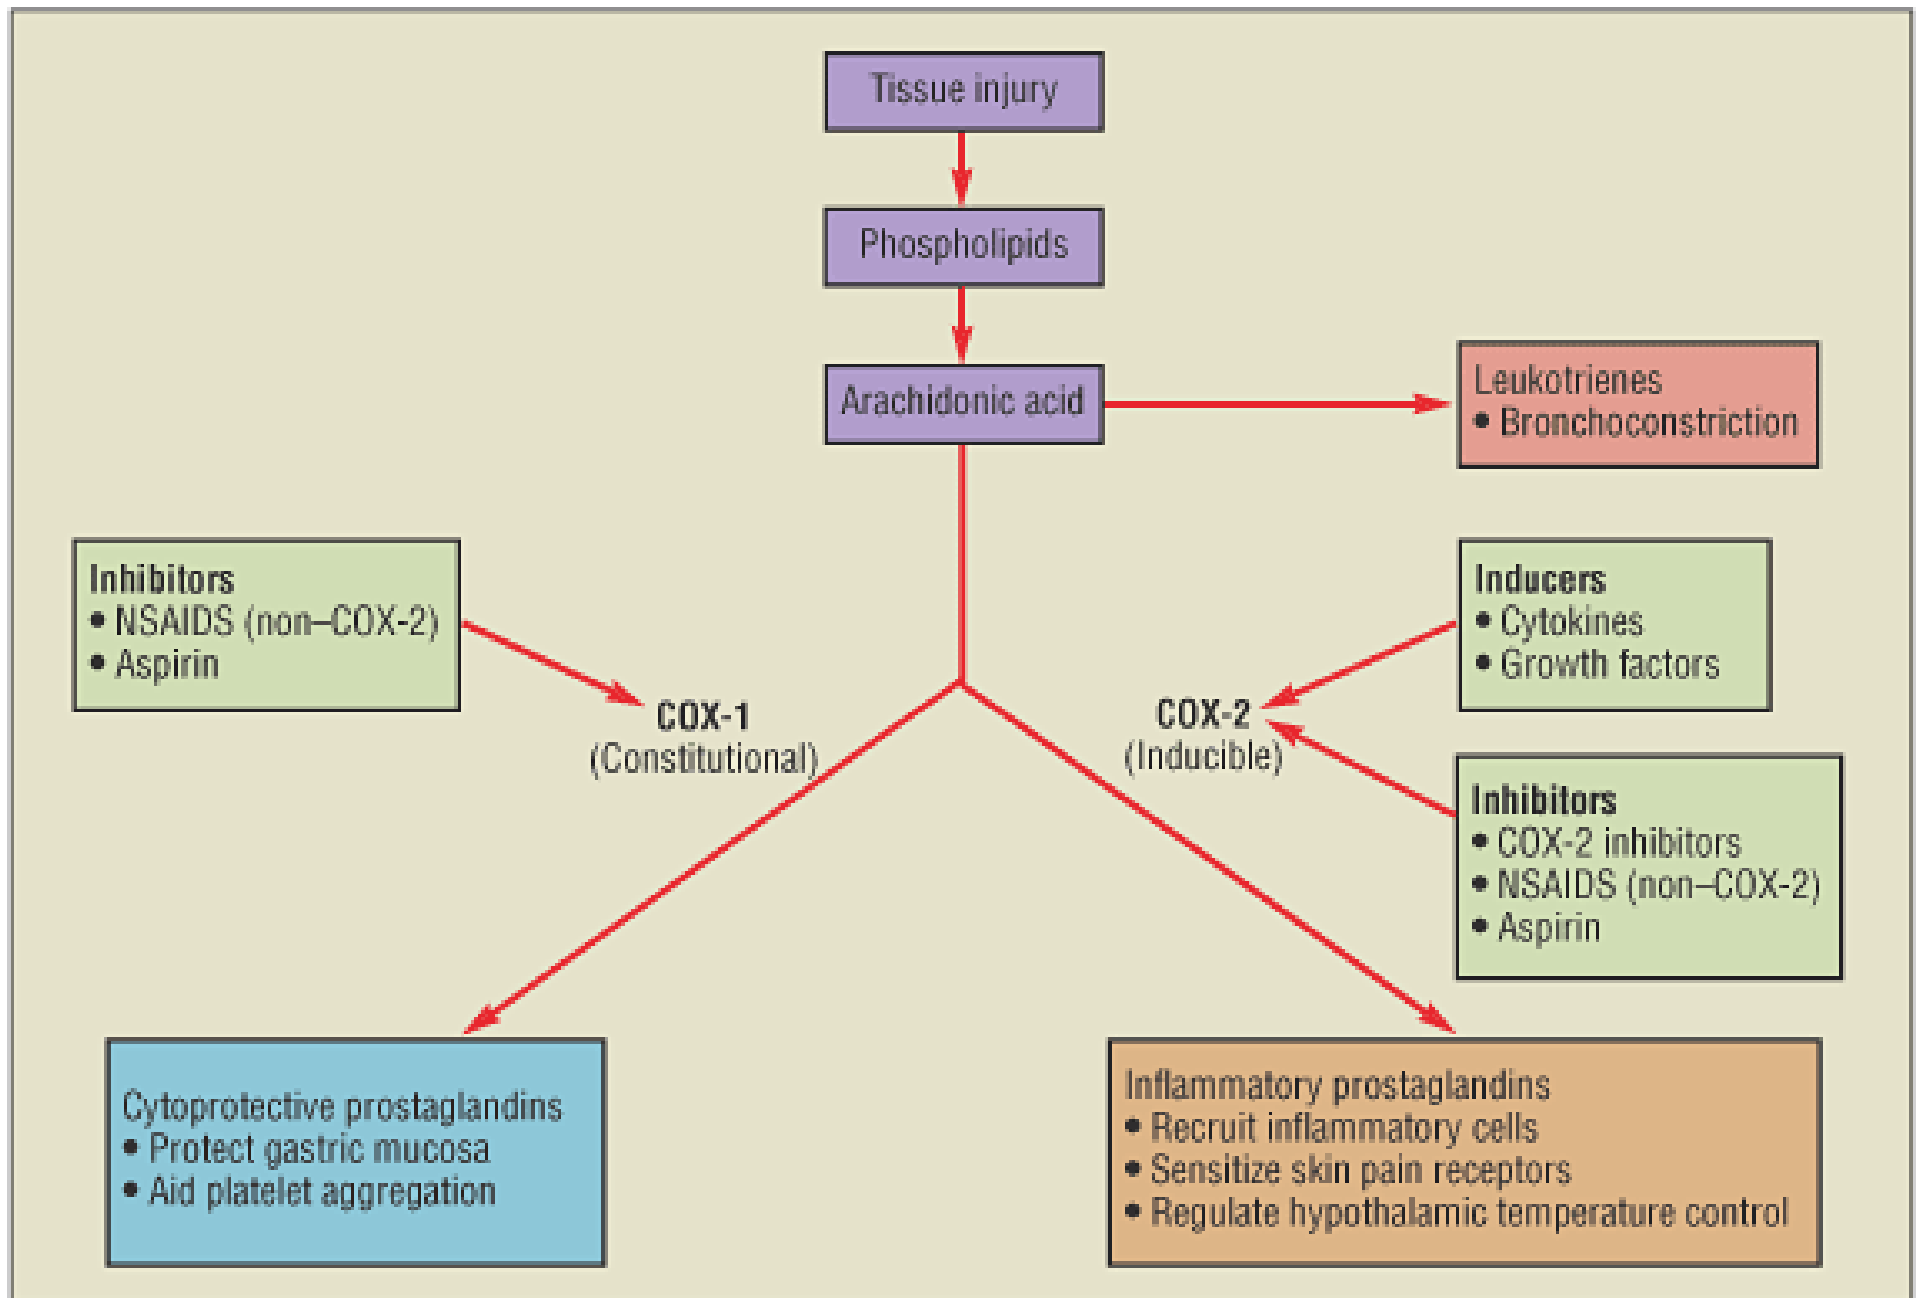 Tissue injury
Phospholipids
Arachidonic acid
Leukotrienes
• Bronchoconstriction
Inhibitors
• NSAIDS (non–COX-2)
• Aspirin
Inducers
• Cytokines
• Growth factors
COX-1
(Constitutional)
COX-2
(Inducible)
Inhibitors
• COX-2 inhibitors
• NSAIDS (non–COX-2)
• Aspirin
Cytoprotective prostaglandins
• Protect gastric mucosa
• Aid platelet aggregation
Inflammatory prostaglandins
• Recruit inflammatory cells
• Sensitize skin pain receptors
• Regulate hypothalamic temperature control